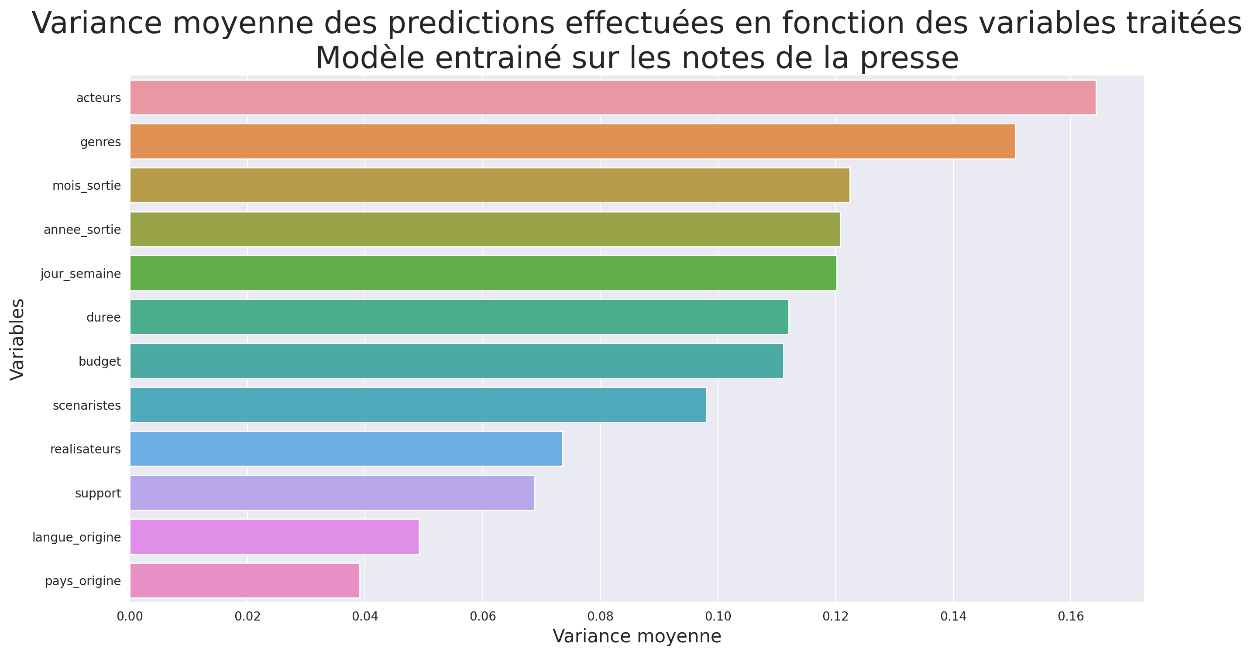 Variance moyenne des predictions effectuées en fonction des variables traitées
Modèle entrainé sur les notes de la presse
acteurs
genres
mois_sortie
annee_sortie
jour_semaine
duree
budget
scenaristes
realisateurs
support
langue_origine
pays_origine
Variables
0.00 0.02 0.04 0.06 0.08 0.10 0.12 0.14 0.16
Variance moyenne